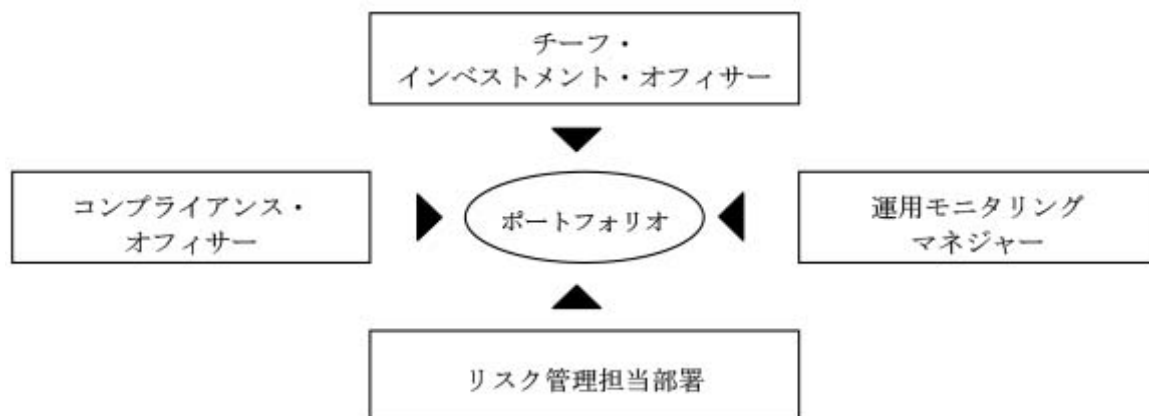 チーフ・
インベストメント・オフィサー
コンプライアンス・
オフィサー
ポートフォリオ
運用モニタリング
マネジャー
リスク管理担当部署